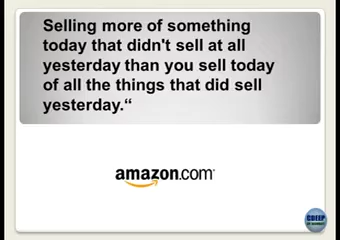 Selling more of something
today that didn't sell at all
yesterday than you sell today
of all the things that did sell
yesterday.“
amazon.com
CDEEP